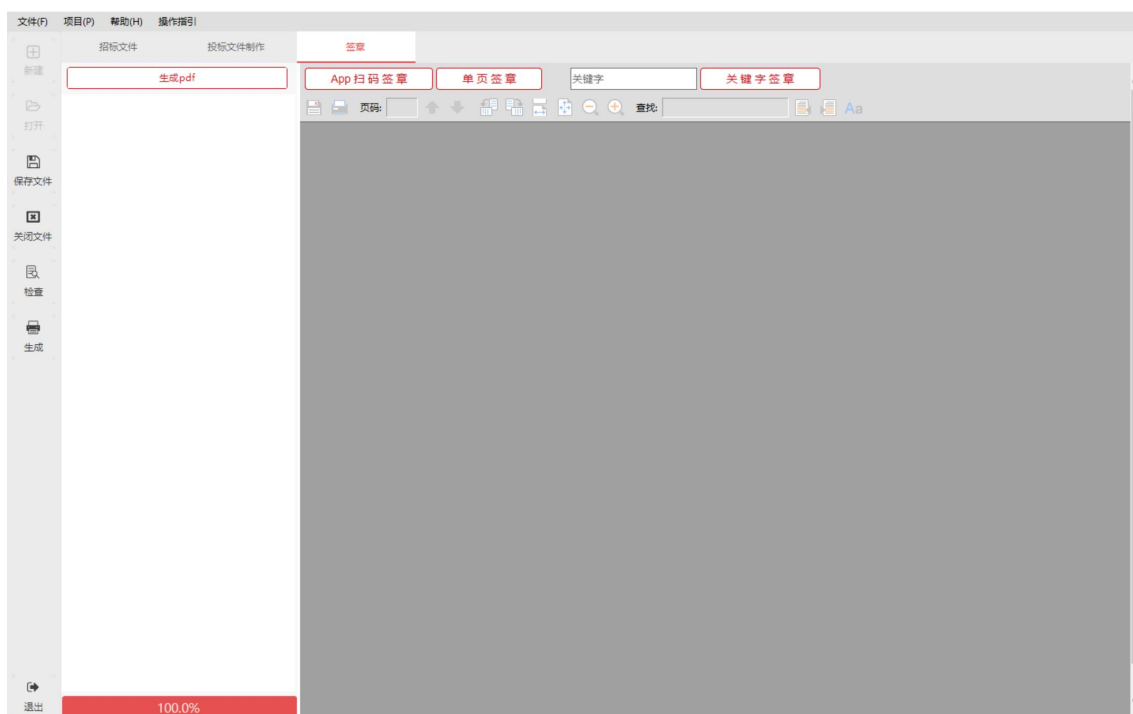 文件(F) 项目(P) 帮助(H) 操作指引
招标文件 投标文件制作 签章
新建
打开
保存文件
关闭文件
检查
生成
退出
生成pdf
100.0%
App扫码签章 单页签章 关键字 关键字签章
页码: 查找: Aa